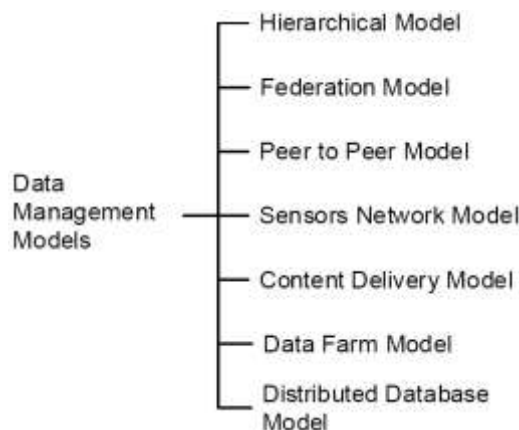 Hierarchical Model
Federation Model
Peer to Peer Model
Data
Management
Models
Sensors Network Model
Content Delivery Model
Data Farm Model
Distributed Database
Model